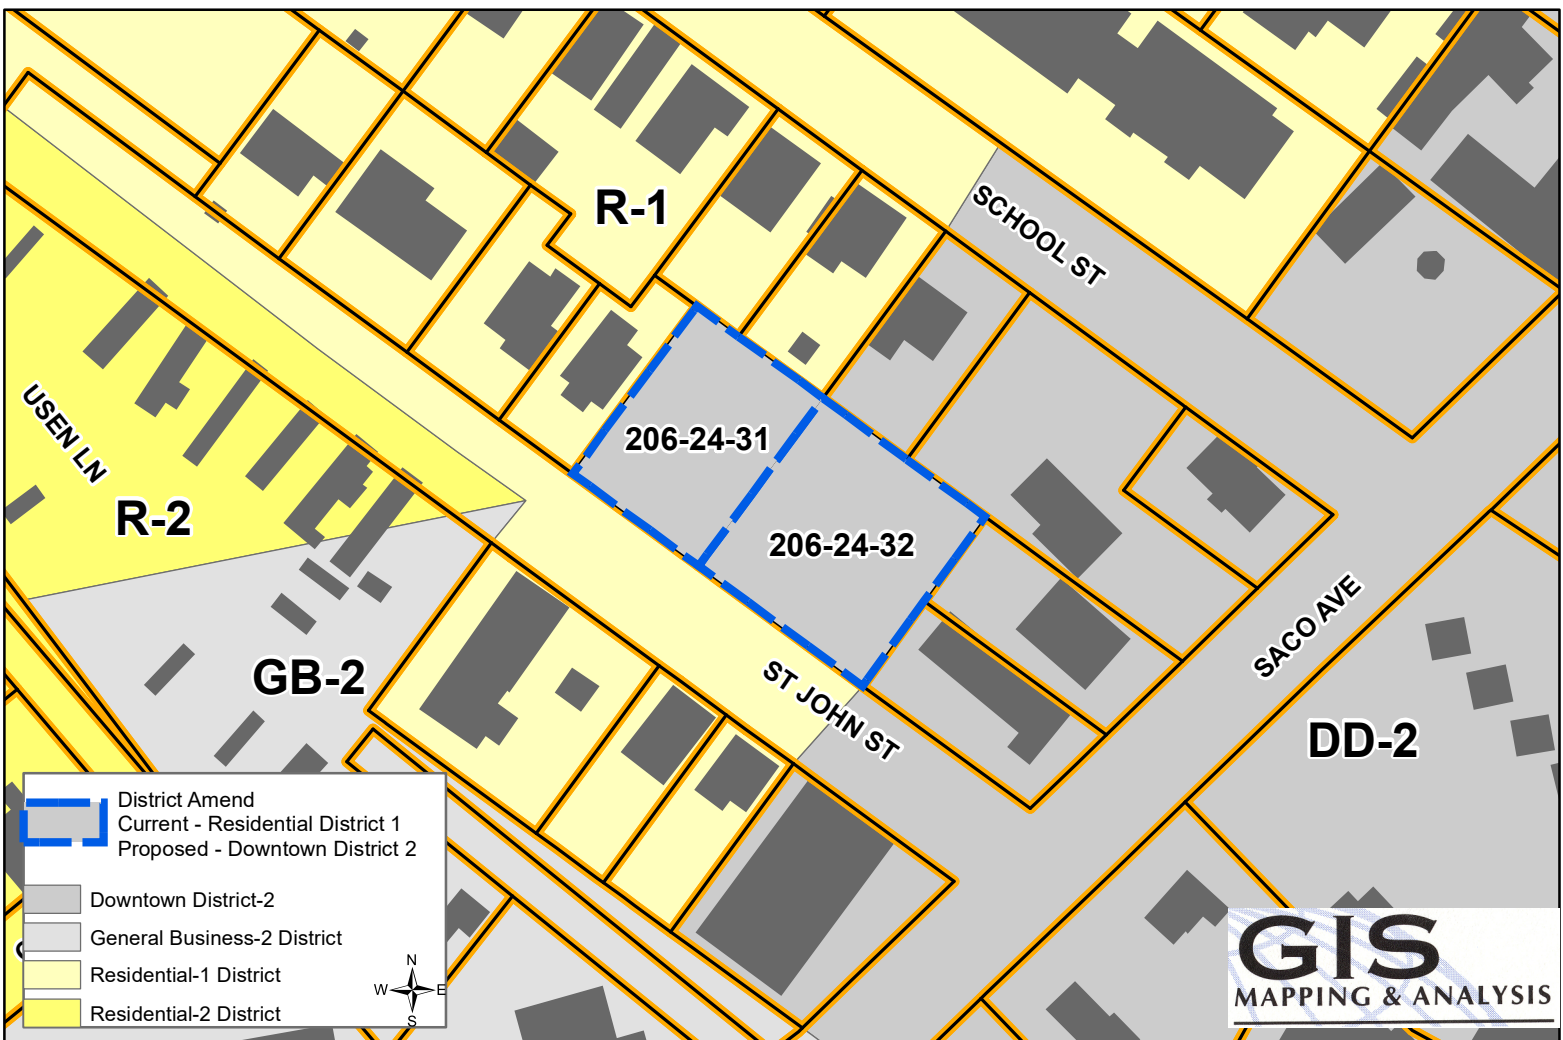 R-1
SCHOOL ST
206-24-31
USEN LN
R-2
206-24-32
SACO AVE
GB-2
ST JOHN ST
DD-2
District Amend
Current - Residential District 1
Proposed - Downtown District 2
Downtown District-2
General Business-2 District
Residential-1 District
Residential-2 District
N
W
E
S
GIS
MAPPING & ANALYSIS